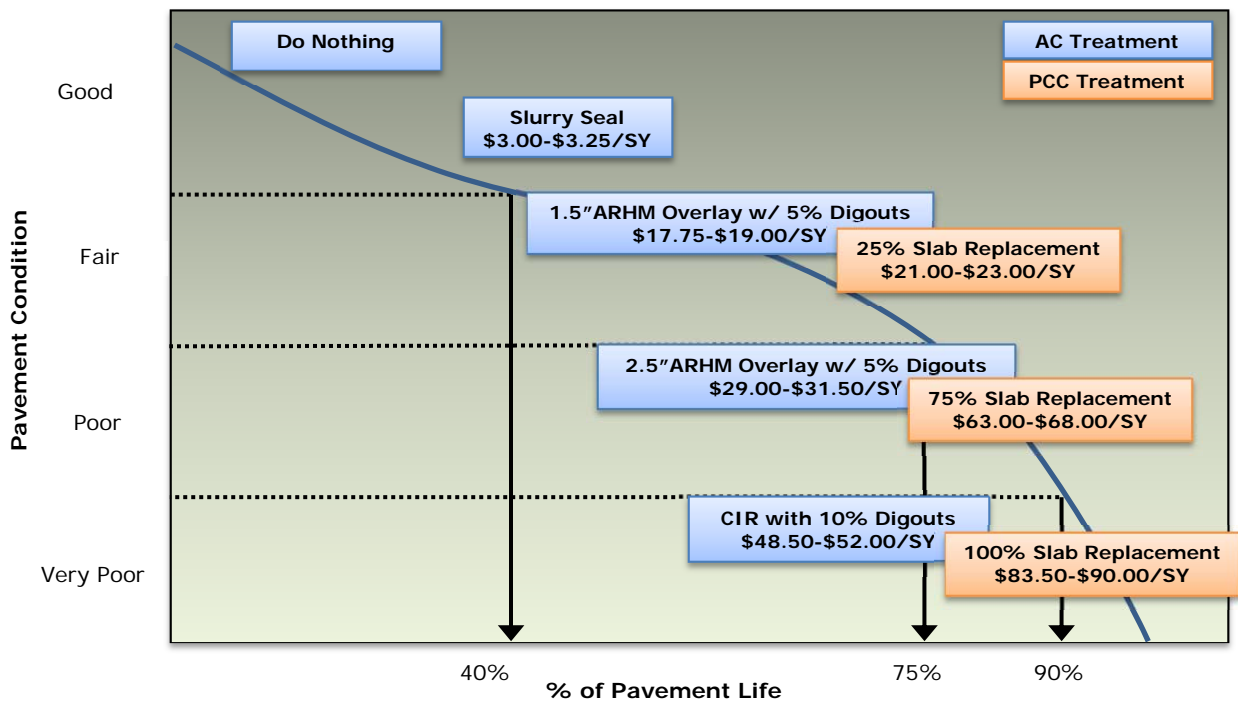 Do Nothing
AC Treatment
PCC Treatment
Good
Slurry Seal
$3.00-$3.25/SY
1.5”ARHM Overlay w/ 5% Digouts
$17.75-$19.00/SY
Fair
25% Slab Replacement
$21.00-$23.00/SY
Pavement Condition
2.5”ARHM Overlay w/ 5% Digouts
$29.00-$31.50/SY
Poor
75% Slab Replacement
$63.00-$68.00/SY
CIR with 10% Digouts
$48.50-$52.00/SY
Very Poor
100% Slab Replacement
$83.50-$90.00/SY
40%
75%
90%
% of Pavement Life